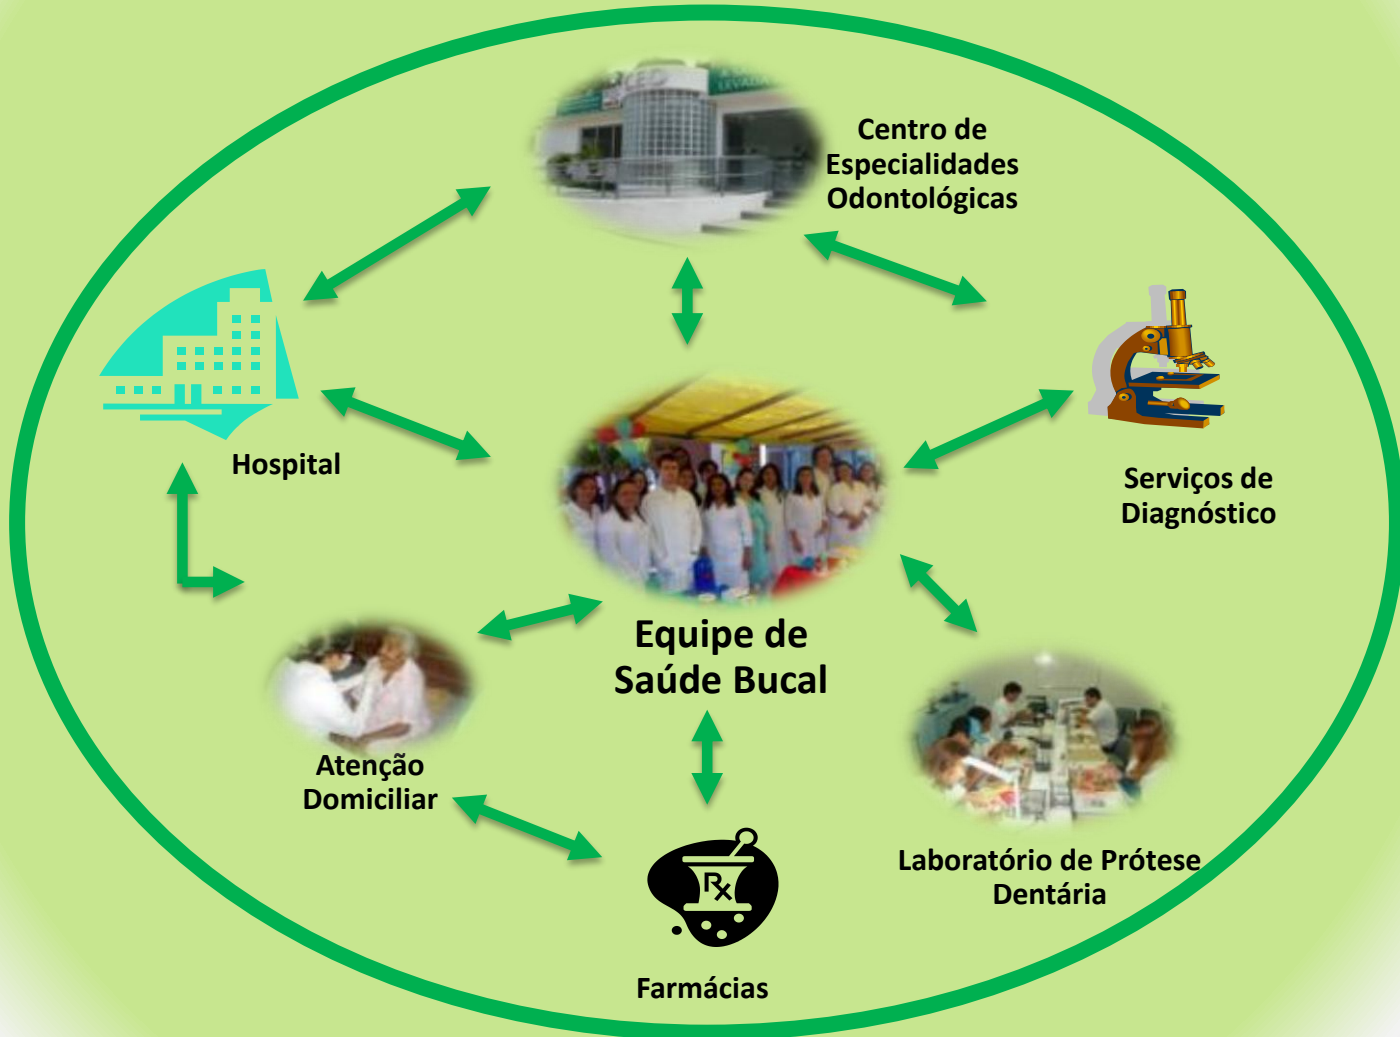 CEO
Centro de
Especialidades
Odontológicas
Hospital
Serviços de
Diagnóstico
Equipe de
Saúde Bucal
Atenção
Domiciliar
Laboratório de Prótese
Dentária
Rx
Farmácias